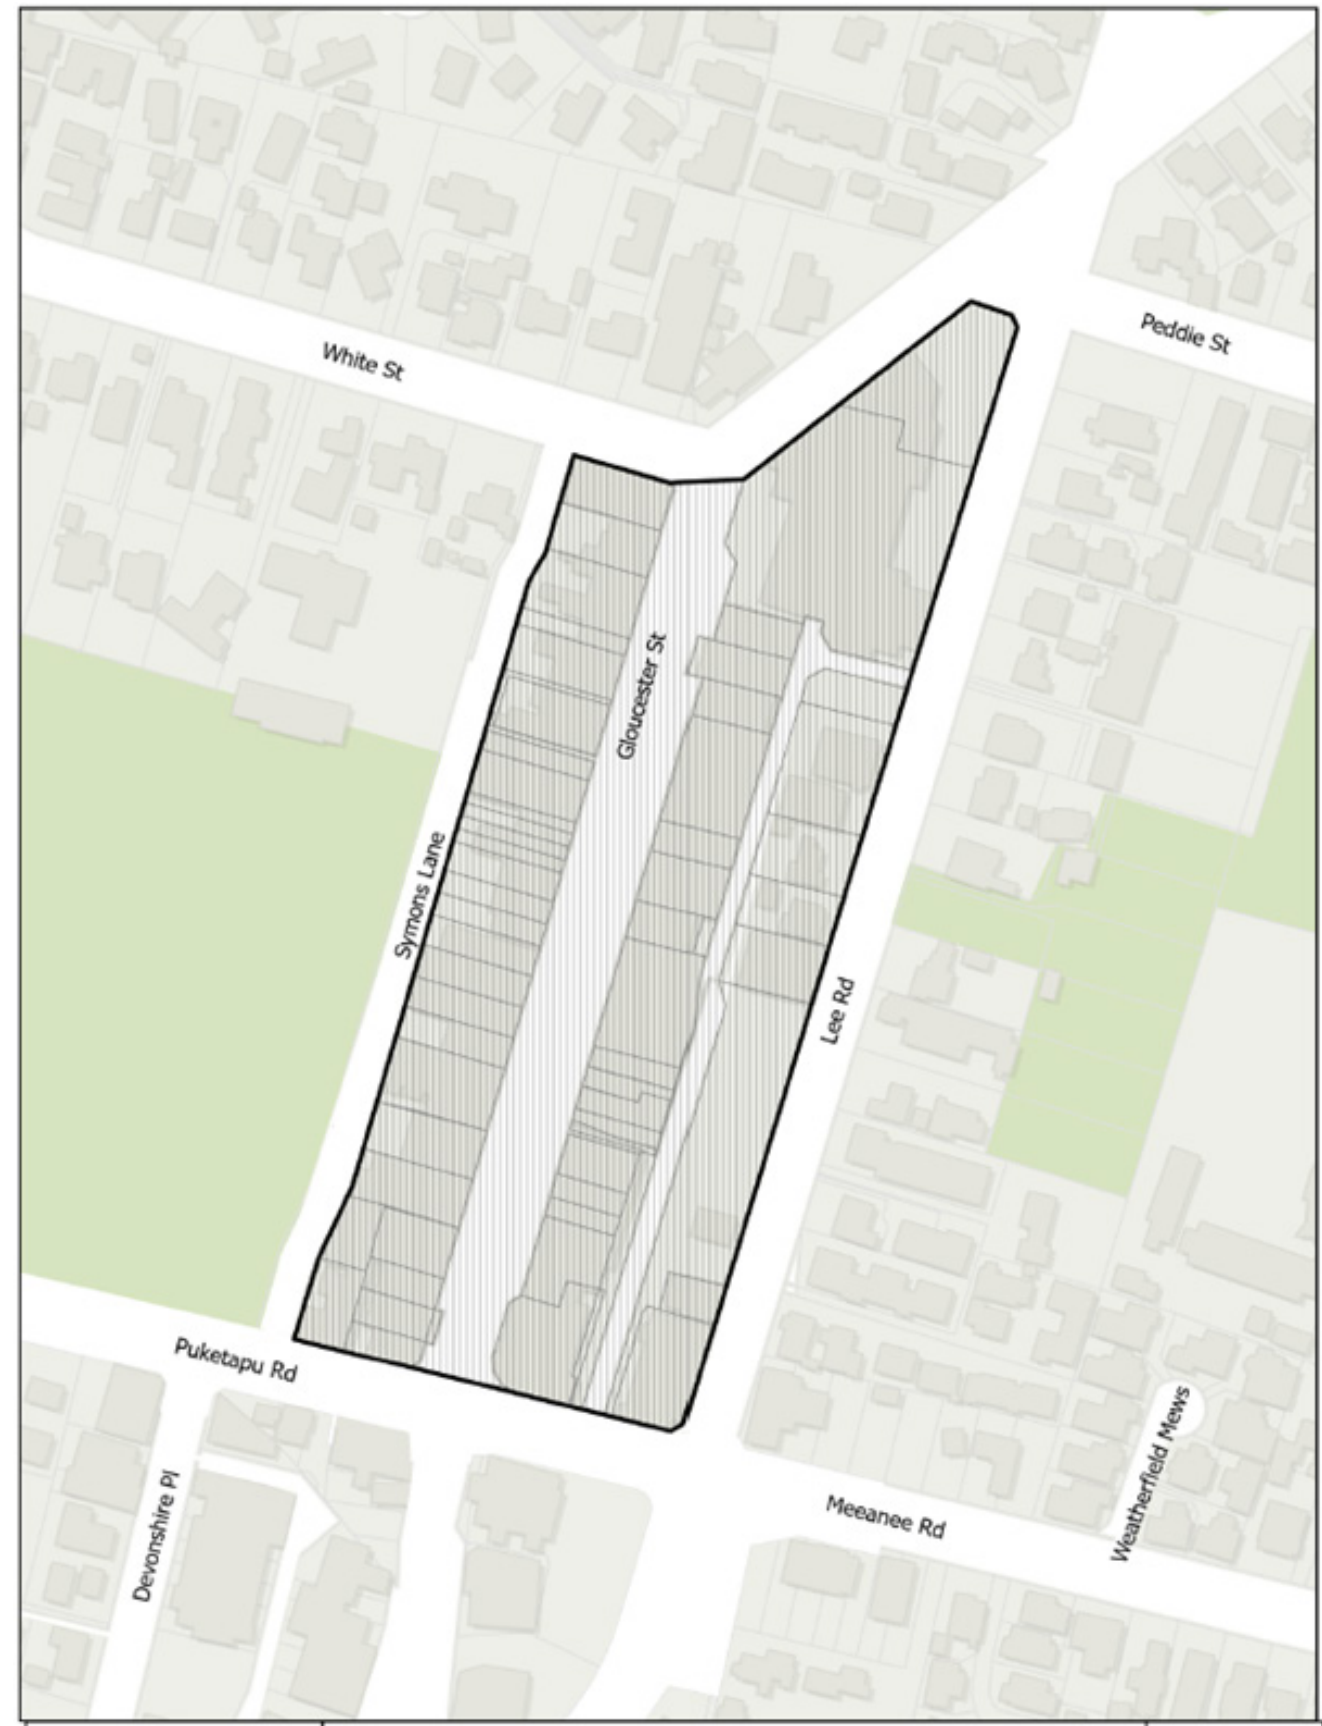 Peddie St
White St
Gloucester St
Symons Lane
Lee Rd
Puketapu Rd
Weatherfield Mews
Devonshire Pl
Meeanee Rd